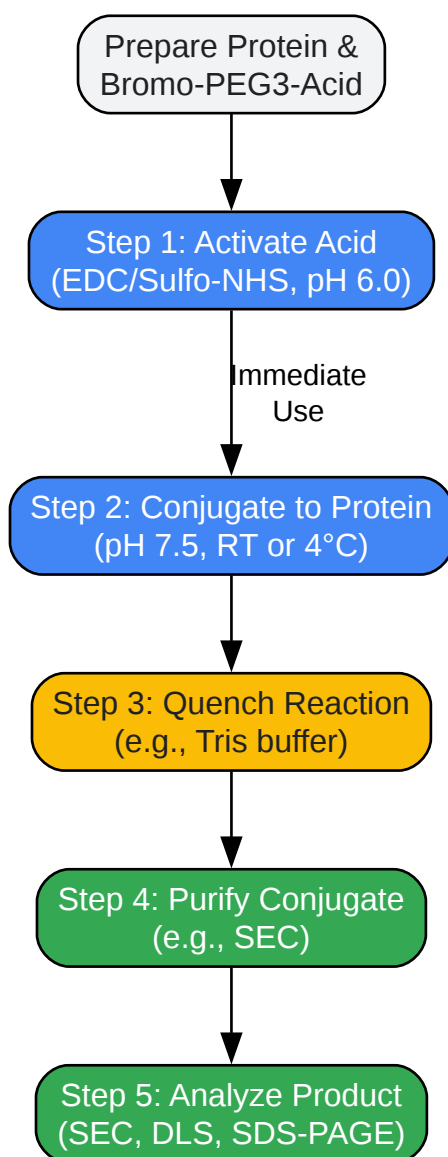 Prepare Protein &
Bromo-PEG3-Acid
Step 1: Activate Acid
(EDC/Sulfo-NHS, pH 6.0)
Immediate
Use
Step 2: Conjugate to Protein
(pH 7.5, RT or 4°C)
Step 3: Quench Reaction
(e.g., Tris buffer)
Step 4: Purify Conjugate
(e.g., SEC)
Step 5: Analyze Product
(SEC, DLS, SDS-PAGE)